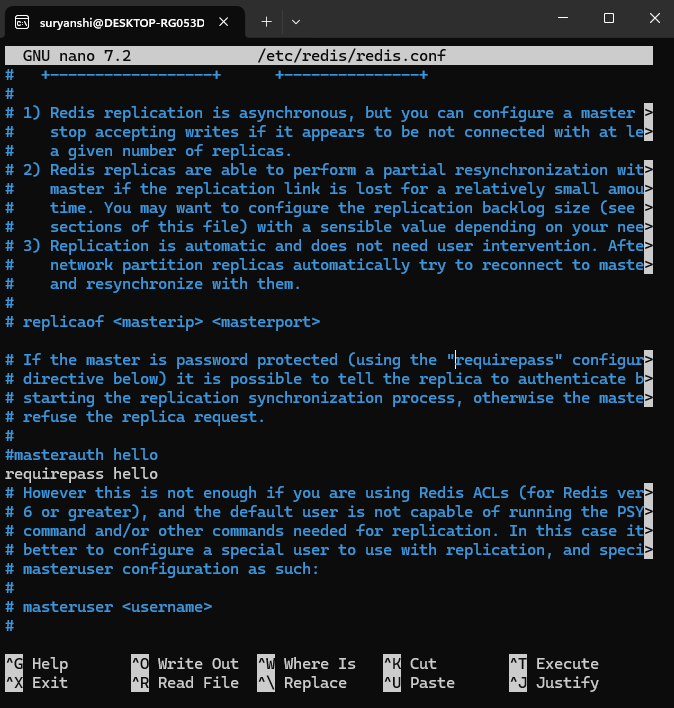 suryanshi@DESKTOP-RG053D
GNU nano 7.2 /etc/redis/redis.conf
# +------------------+ +---------------+
#
# 1) Redis replication is asynchronous, but you can configure a master >
# stop accepting writes if it appears to be not connected with at le>
# a given number of replicas.
# 2) Redis replicas are able to perform a partial resynchronization wit>
# master if the replication link is lost for a relatively small amou>
# time. You may want to configure the replication backlog size (see >
# sections of this file) with a sensible value depending on your nee>
# 3) Replication is automatic and does not need user intervention. Afte>
# network partition replicas automatically try to reconnect to maste>
# and resynchronize with them.
#
# replicaof <masterip> <masterport>
# If the master is password protected (using the "requirepass" configur>
# directive below) it is possible to tell the replica to authenticate b>
# starting the replication synchronization process, otherwise the maste>
# refuse the replica request.
#
#masterauth hello
requirepass hello
# However this is not enough if you are using Redis ACLs (for Redis ver>
# 6 or greater), and the default user is not capable of running the PSY>
# command and/or other commands needed for replication. In this case it>
# better to configure a special user to use with replication, and speci>
# masteruser configuration as such:
#
# masteruser <username>
#
^G Help ^O Write Out ^W Where Is ^K Cut ^T Execute
^X Exit ^R Read File ^\ Replace ^U Paste ^J Justify